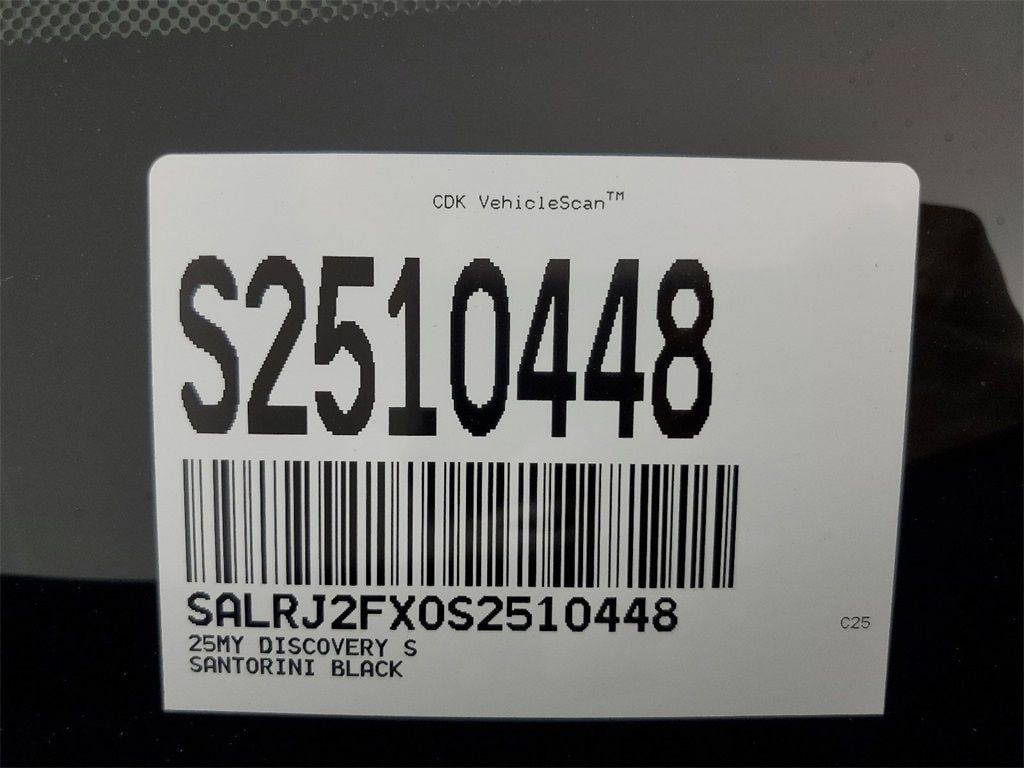 CDK VehicleScan™
S2510448
SALRJ2FX0S2510448
C25
25MY DISCOVERY S
SANTORINI BLACK